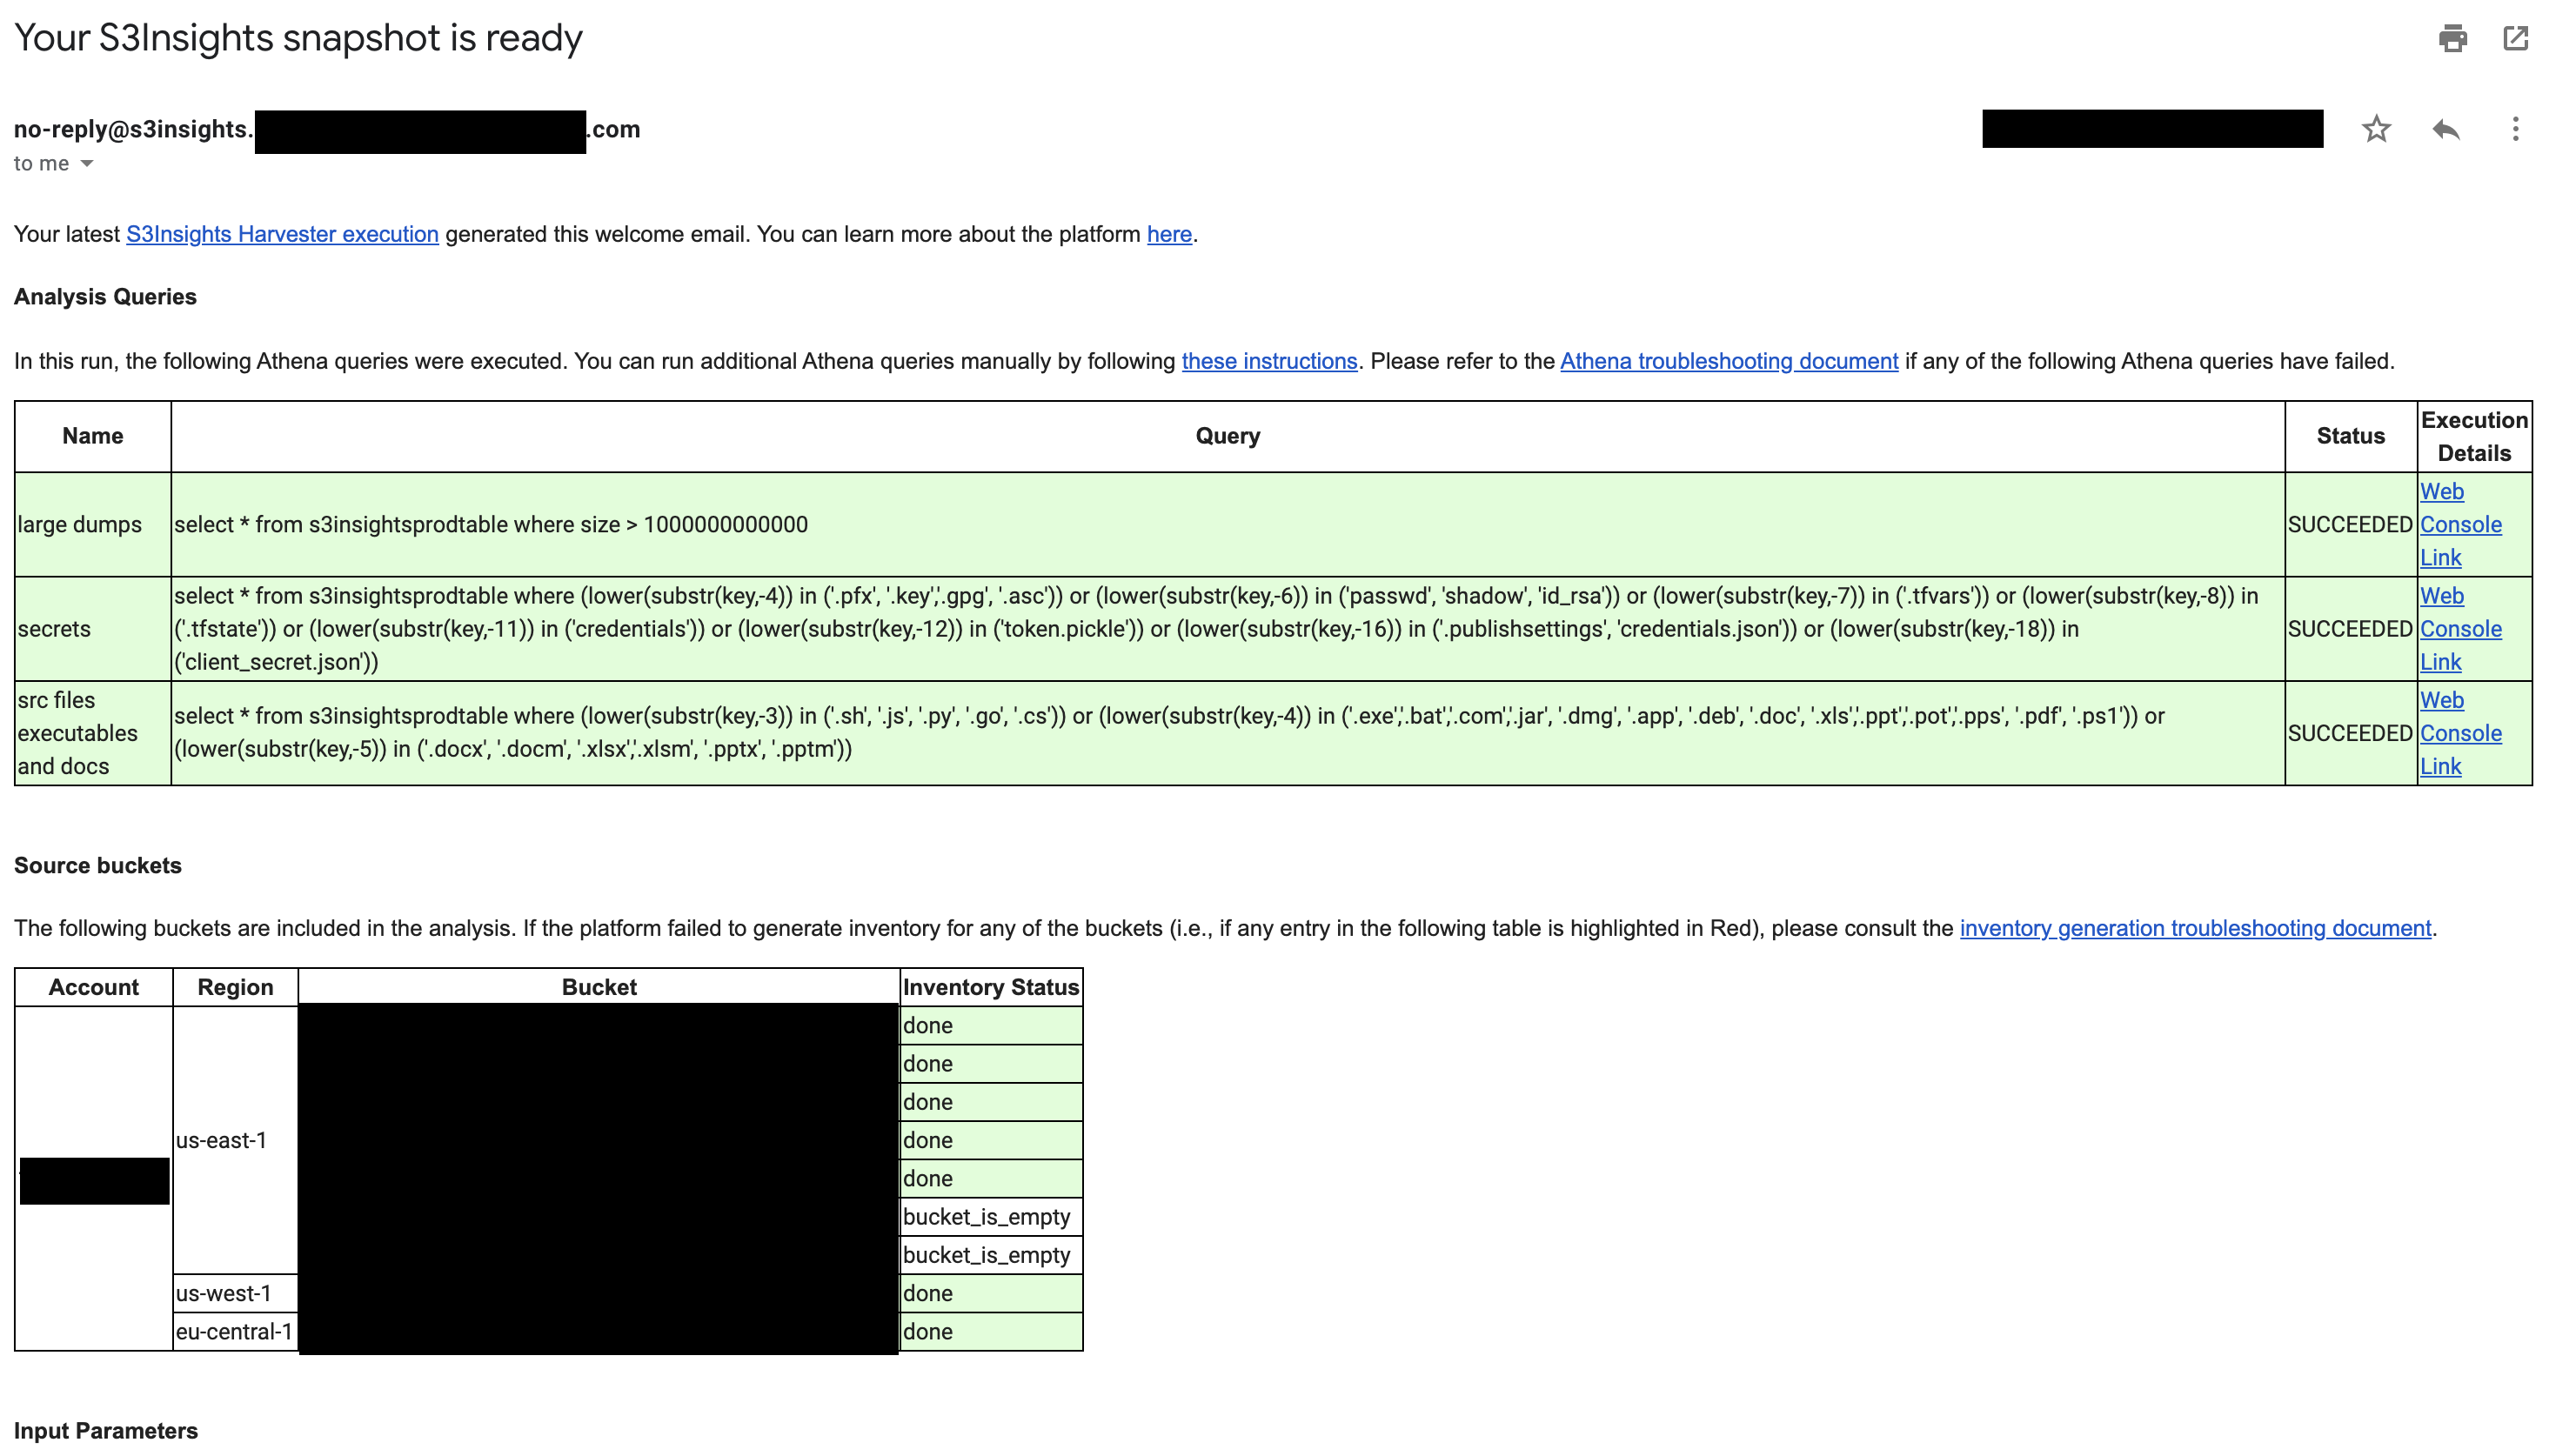 Your S3Insights snapshot is ready
no-reply@s3insights.
.com
to me
Your latest S3Insights Harvester execution generated this welcome email. You can learn more about the platform here.
Analysis Queries
In this run, the following Athena queries were executed. You can run additional Athena queries manually by following these instructions. Please refer to the Athena troubleshooting document if any of the following Athena queries have failed.
Name
Query
Status
Execution
Details
large dumps
select * from s3insightsprodtable where size > 1000000000000
SUCCEEDED
Web
Console
Link
secrets
select * from s3insightsprodtable where (lower(substr(key,-4)) in ('.pfx', '.key','.gpg', '.asc')) or (lower(substr(key,-6)) in ('passwd', 'shadow', 'id_rsa')) or (lower(substr(key,-7)) in ('.tfvars')) or (lower(substr(key,-8)) in
('.tfstate')) or (lower(substr(key,-11)) in ('credentials')) or (lower(substr(key,-12)) in ('token.pickle')) or (lower(substr(key,-16)) in ('.publishsettings', 'credentials.json')) or (lower(substr(key,-18)) in
('client_secret.json'))
SUCCEEDED
Web
Console
Link
src files
executables
and docs
select * from s3insightsprodtable where (lower(substr(key,-3)) in ('.sh', '.js', '.py', '.go', '.cs')) or (lower(substr(key,-4)) in ('.exe','.bat','.com','.jar', '.dmg', '.app', '.deb', '.doc', '.xls','.ppt','.pot','.pps', '.pdf', '.ps1')) or
(lower(substr(key,-5)) in ('.docx', '.docm', '.xlsx','.xlsm', '.pptx', '.pptm'))
SUCCEEDED
Web
Console
Link
Source buckets
The following buckets are included in the analysis. If the platform failed to generate inventory for any of the buckets (i.e., if any entry in the following table is highlighted in Red), please consult the inventory generation troubleshooting document.
Account
Region
Bucket
Inventory Status
us-east-1
done
done
done
done
done
bucket_is_empty
bucket_is_empty
us-west-1
done
eu-central-1
done
Input Parameters